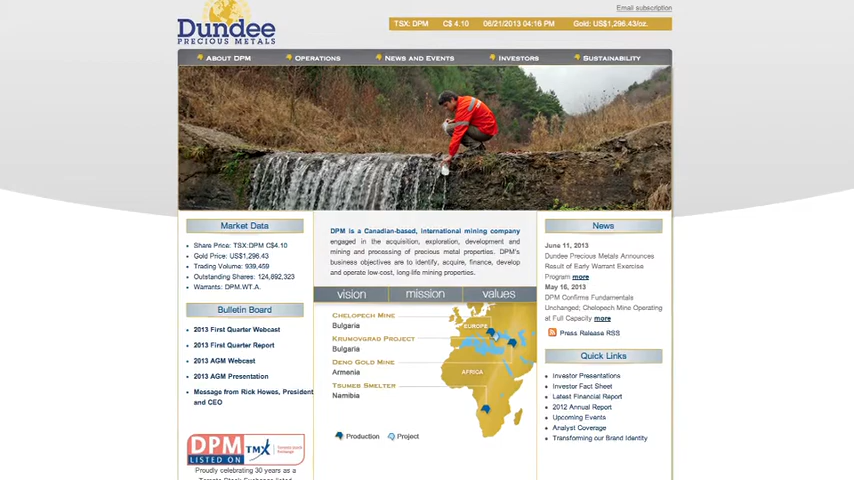 Email subscription
Dundee
PRECIOUS METALS
TSX: DPM C$ 4.10 06/21/2013 04:16 PM Gold: US$1,296.43/oz.
ABOUT DPM
OPERATIONS
NEWS AND EVENTS
INVESTORS
SUSTAINABILITY
Market Data
Share Price: TSX:DPM C$4.10
Gold Price: US$1,296.43
Trading Volume: 939,459
Outstanding Shares: 124,892,323
Warrants: DPM.WT.A.
Bulletin Board
2013 First Quarter Webcast
2013 First Quarter Report
2013 AGM Webcast
2013 AGM Presentation
Message from Rick Howes, President
and CEO
DPM
LISTED ON
TMX
Toronto Stock
Exchange
Proudly celebrating 30 years as a
Toronto Stock Exchange listed
DPM is a Canadian-based, international mining company
engaged in the acquisition, exploration, development and
mining and processing of precious metal properties. DPM's
business objectives are to identify, acquire, finance, develop
and operate low-cost, long-life mining properties.
vision
mission
values
CHELOPECH MINE
Bulgaria
KRUMOVGRAD PROJECT
Bulgaria
DENO GOLD MINE
Armenia
TSUMEB SMELTER
Namibia
EUROPE
AFRICA
Production
Project
News
June 11, 2013
Dundee Precious Metals Announces
Result of Early Warrant Exercise
Program more
May 16, 2013
DPM Confirms Fundamentals
Unchanged; Chelopech Mine Operating
at Full Capacity more
Press Release RSS
Quick Links
Investor Presentations
Investor Fact Sheet
Latest Financial Report
2012 Annual Report
Upcoming Events
Analyst Coverage
Transforming our Brand Identity